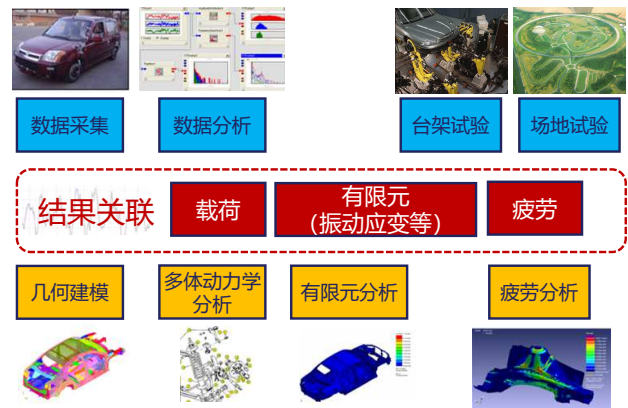 数据采集
数据分析
台架试验
场地试验
结果关联
载荷
有限元
（振动应变等）
疲劳
几何建模
多体动力学
分析
有限元分析
疲劳分析